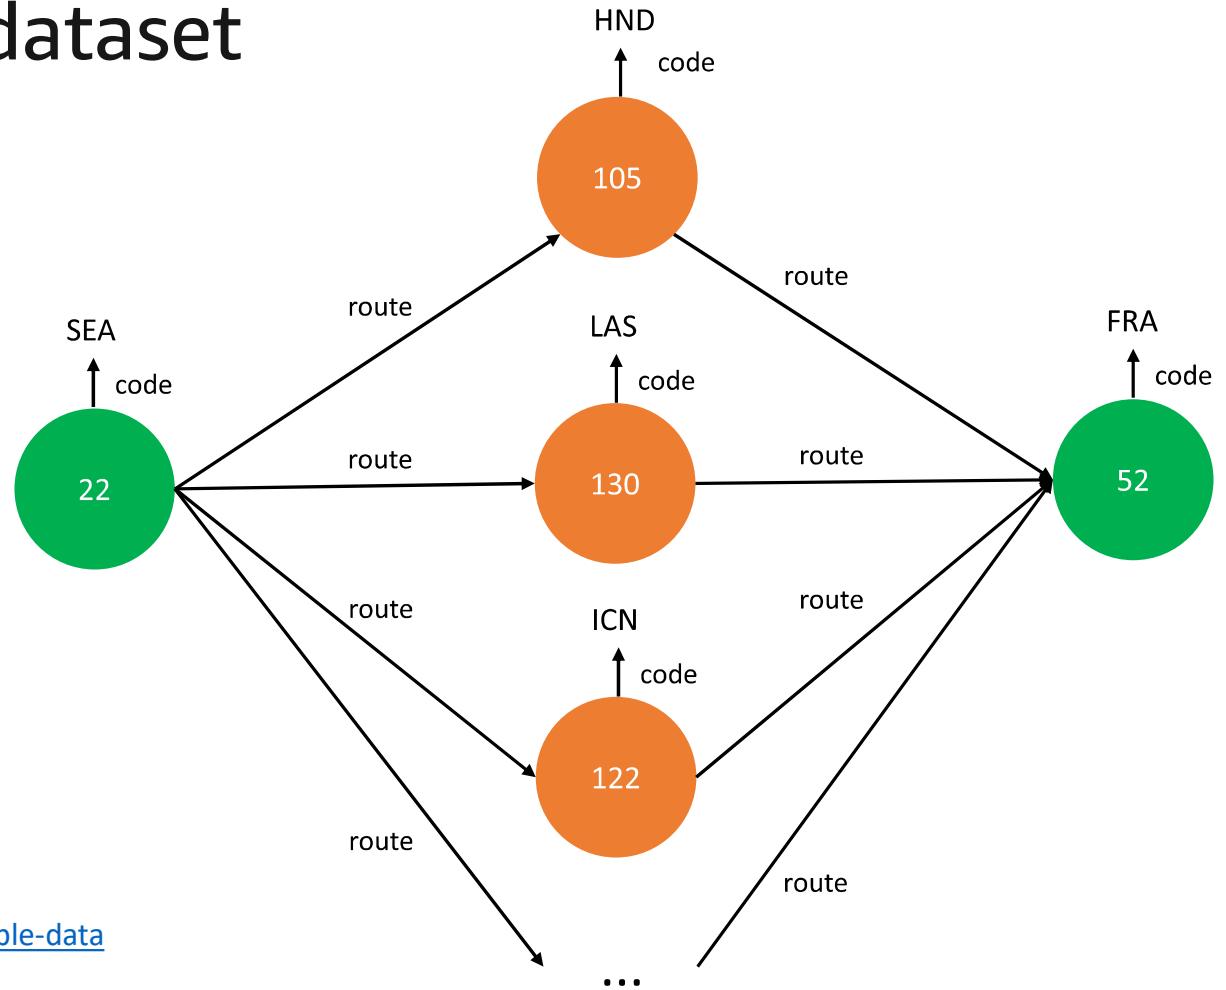 dataset
HND
code
105
route
route
SEA
code
22
LAS
code
FRA
code
route
130
route
52
route
ICN
code
route
122
route
route
ple-data
...